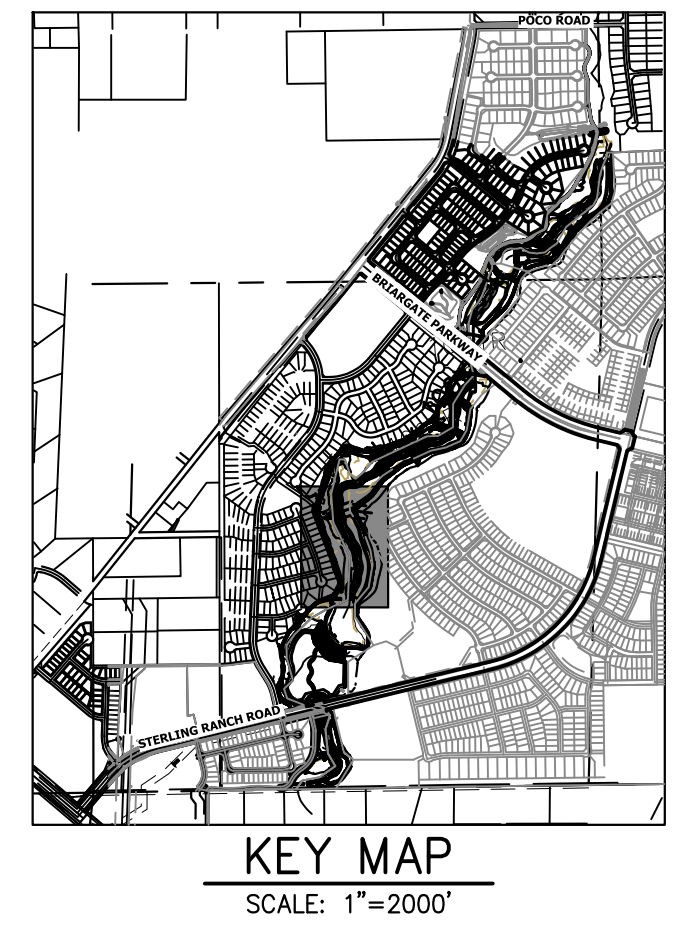 POCO ROAD
BRIARGATE PARKWAY
STERLING RANCH ROAD
KEY MAP
SCALE: 1"=2000'